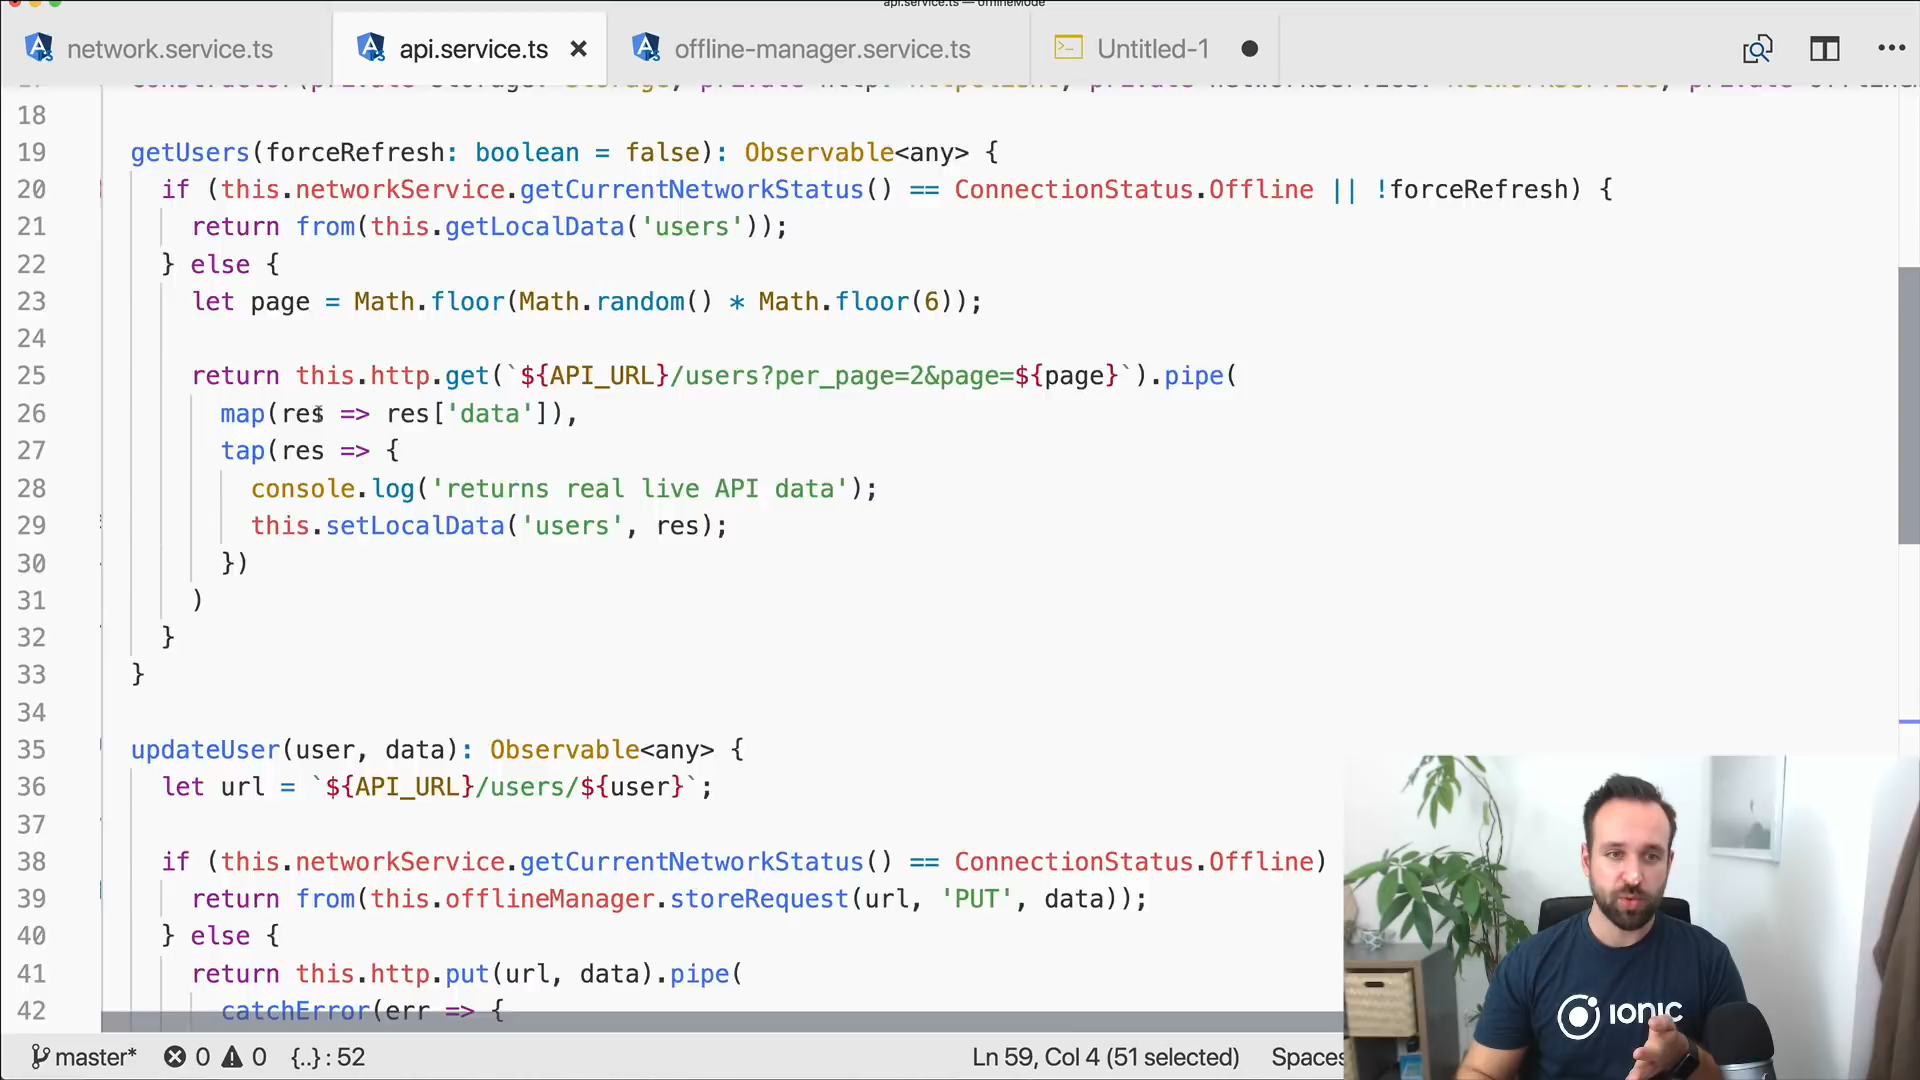 api.service.ts — offlineMode
network.service.ts
api.service.ts
offline-manager.service.ts
Untitled-1
18
19 getUsers(forceRefresh: boolean = false): Observable<any> {
20 if (this.networkService.getCurrentNetworkStatus() == ConnectionStatus.Offline || !forceRefresh) {
21 return from(this.getLocalData('users'));
22 } else {
23 let page = Math.floor(Math.random() * Math.floor(6));
24
25 return this.http.get(`${API_URL}/users?per_page=2&page=${page}`).pipe(
26 map(res => res['data']),
27 tap(res => {
28 console.log('returns real live API data');
29 this.setLocalData('users', res);
30 })
31 )
32 }
33 }
34
35 updateUser(user, data): Observable<any> {
36 let url = `${API_URL}/users/${user}`;
37
38 if (this.networkService.getCurrentNetworkStatus() == ConnectionStatus.Offline)
39 return from(this.offlineManager.storeRequest(url, 'PUT', data));
40 } else {
41 return this.http.put(url, data).pipe(
42 catchError(err => {
master* 0 0 {..} : 52 Ln 59, Col 4 (51 selected) Spaces
IONIC